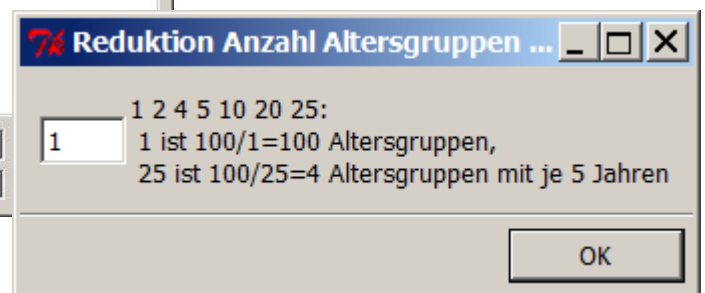 Reduktion Anzahl Altersgruppen ...
1 2 4 5 10 20 25:
1
1 ist 100/1=100 Altersgruppen,
25 ist 100/25=4 Altersgruppen mit je 5 Jahren
OK